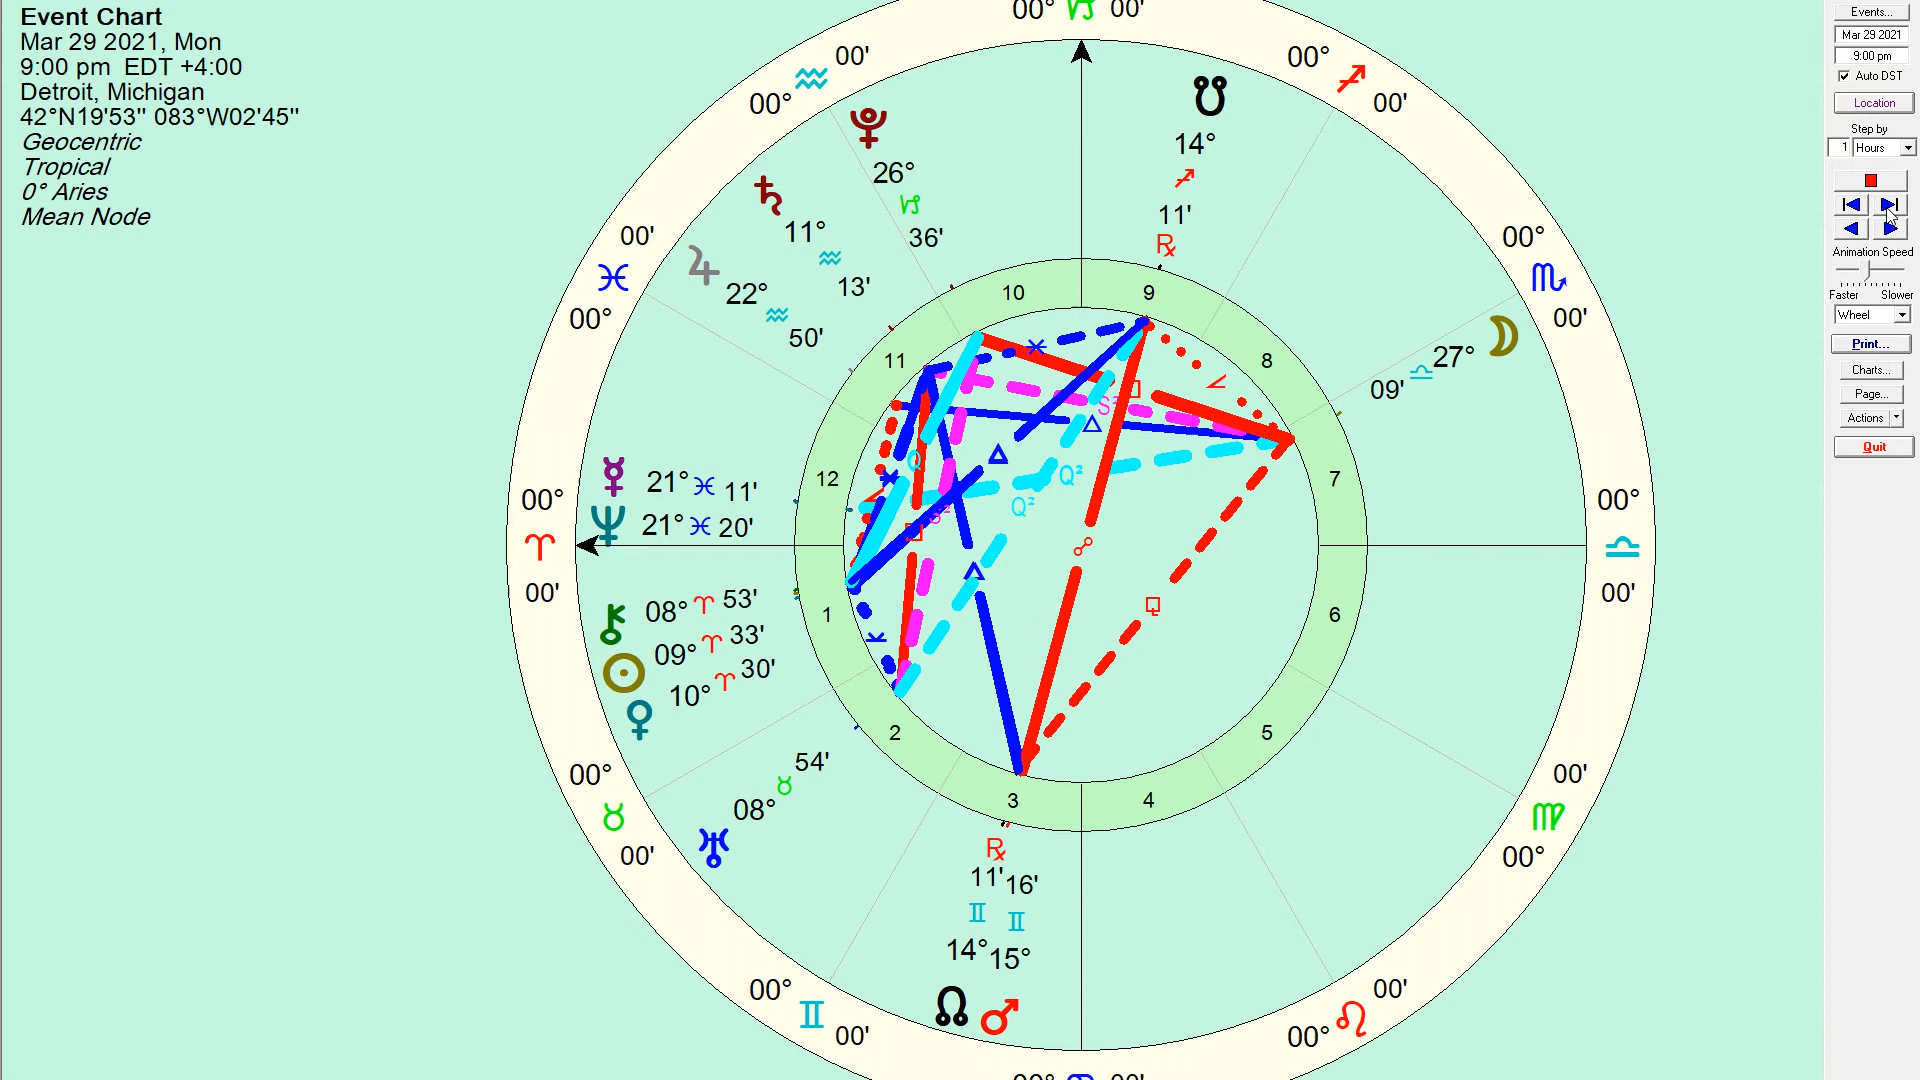 Event Chart
Mar 29 2021, Mon
9:00 pm EDT +4:00
Detroit, Michigan
42°N19'53" 083°W02'45"
Geocentric
Tropical
0° Aries
Mean Node
00° ♑ 00'
00° ♐ 00'
00' ♒ 00°
☋ 14° ♐ 11' ℞
♇ 26° ♑ 36'
♄ 11° ♒ 13'
♃ 22° ♒ 50'
00' ♓ 00°
00° ♏ 00'
☽ 27° ♎ 09'
10
9
11
8
12
7
1
6
2
5
3
4
S²
Q
Q²
Q²
S²
☿ 21° ♓ 11'
♆ 21° ♓ 20'
00° ♈ 00'
00° ♎ 00'
⚷ 08° ♈ 53'
☉ 09° ♈ 33'
♀ 10° ♈ 30'
♅ 08° ♉ 54'
00° ♉ 00'
00' ♍ 00°
℞
11' 16'
♊ ♊
14° 15°
☊ ♂
00° ♊ 00'
00° ♌ 00'
00° ♋ 00'
Events...
Mar 29 2021
9:00 pm
Auto DST
Location
Step by
1 Hours
Animation Speed
Faster Slower
Wheel
Print...
Charts...
Page...
Actions
Quit